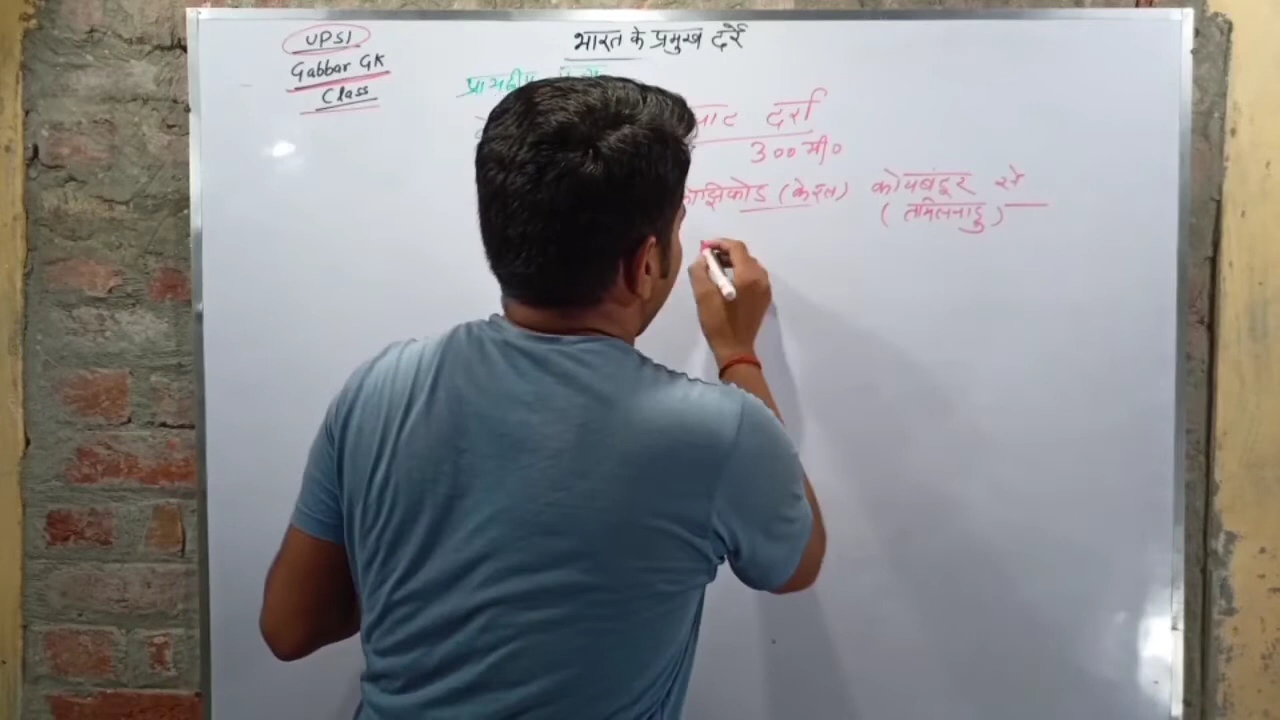 UPSI
Gabbar GK
Class
भारत के प्रमुख दर्रे
दर्रा
300 मी०
(केरल) कोयबंटूर से
(तमिलनाडु)